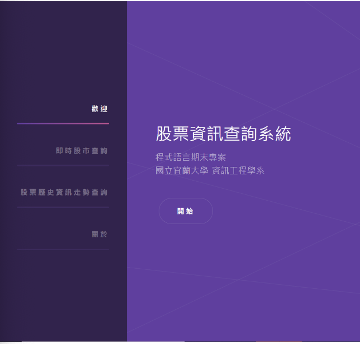 歡迎
即時股市查詢
股票歷史資訊走勢查詢
關於
股票資訊查詢系統
程式語言期末專案
國立宜蘭大學 資訊工程學系
開始